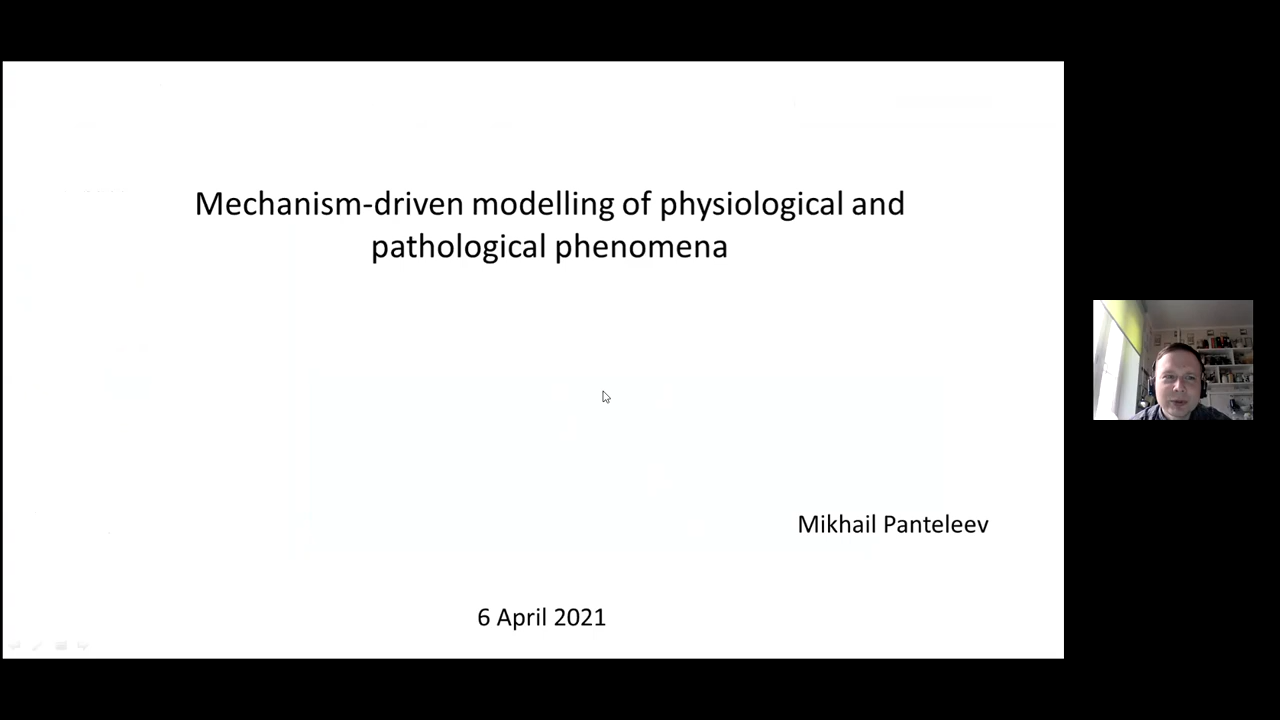 Mechanism-driven modelling of physiological and
pathological phenomena
Mikhail Panteleev
6 April 2021